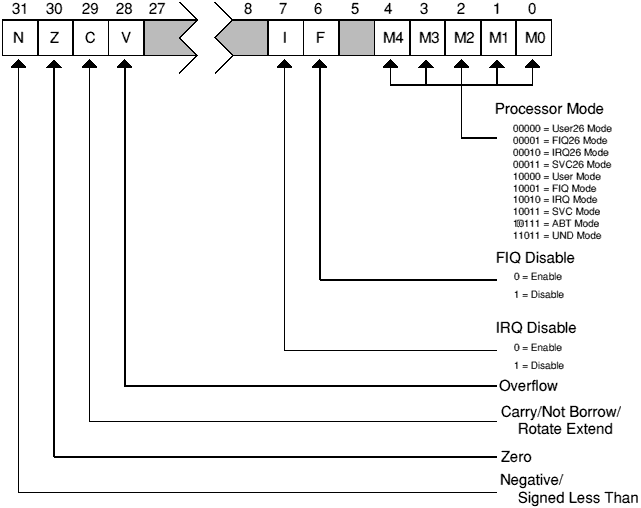 31 30 29 28 27 8 7 6 5 4 3 2 1 0
N Z C V I F M4 M3 M2 M1 M0
Processor Mode
00000 = User26 Mode
00001 = FIQ26 Mode
00010 = IRQ26 Mode
00011 = SVC26 Mode
10000 = User Mode
10001 = FIQ Mode
10010 = IRQ Mode
10011 = SVC Mode
10111 = ABT Mode
11011 = UND Mode
FIQ Disable
0 = Enable
1 = Disable
IRQ Disable
0 = Enable
1 = Disable
Overflow
Carry/Not Borrow/
Rotate Extend
Zero
Negative/
Signed Less Than